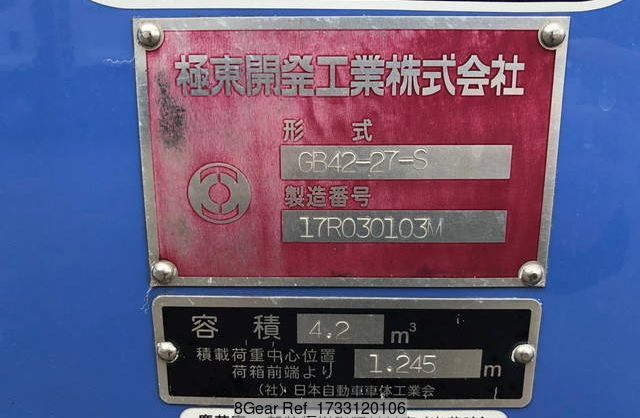 極東開発工業株式会社
形 式
GB42-27-S
製造番号
17R030103M
容 積 4.2 m³
積載荷重中心位置
荷箱前端より 1.245 m
(社)日本自動車車体工業会
8Gear Ref 1733120106